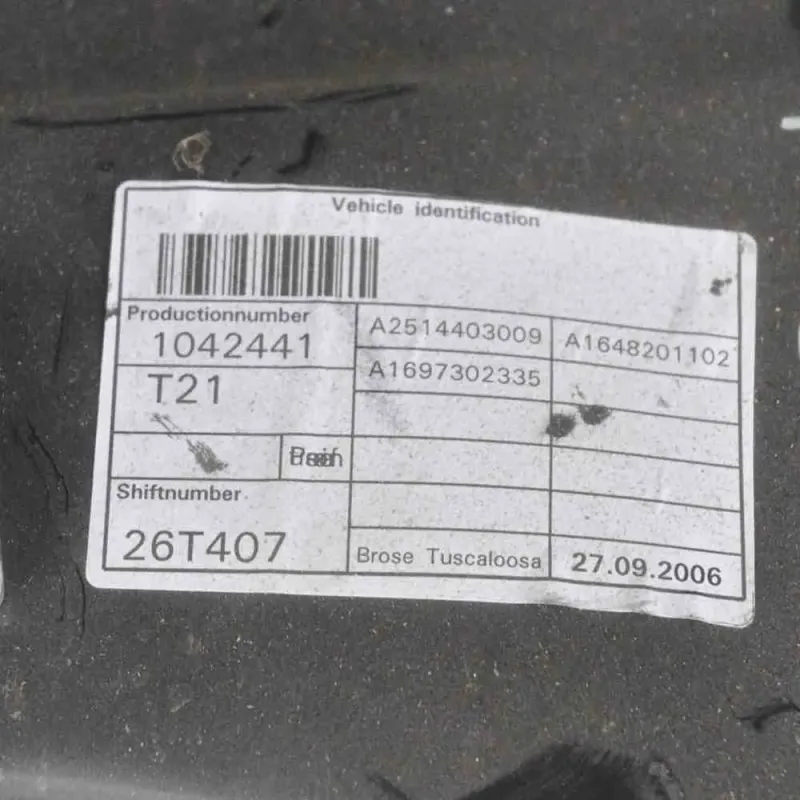 Vehicle identification
Productionnumber
1042441
A2514403009
A1648201102
T21
A1697302335
Shiftnumber
26T407
Brose Tuscaloosa
27.09.2006